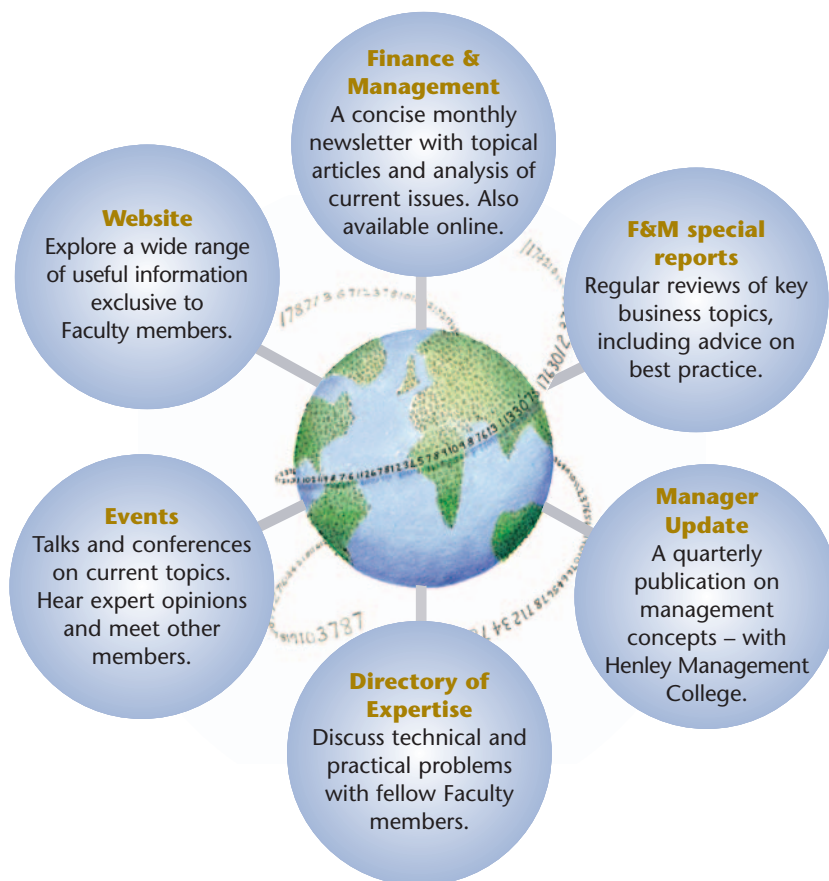 Finance &
Management
A concise monthly
newsletter with topical
articles and analysis of
current issues. Also
available online.
F&M special
reports
Regular reviews of key
business topics,
including advice on
best practice.
Manager
Update
A quarterly
publication on
management
concepts – with
Henley Management
College.
Directory of
Expertise
Discuss technical and
practical problems
with fellow Faculty
members.
Events
Talks and conferences
on current topics.
Hear expert opinions
and meet other
members.
Website
Explore a wide range
of useful information
exclusive to
Faculty members.